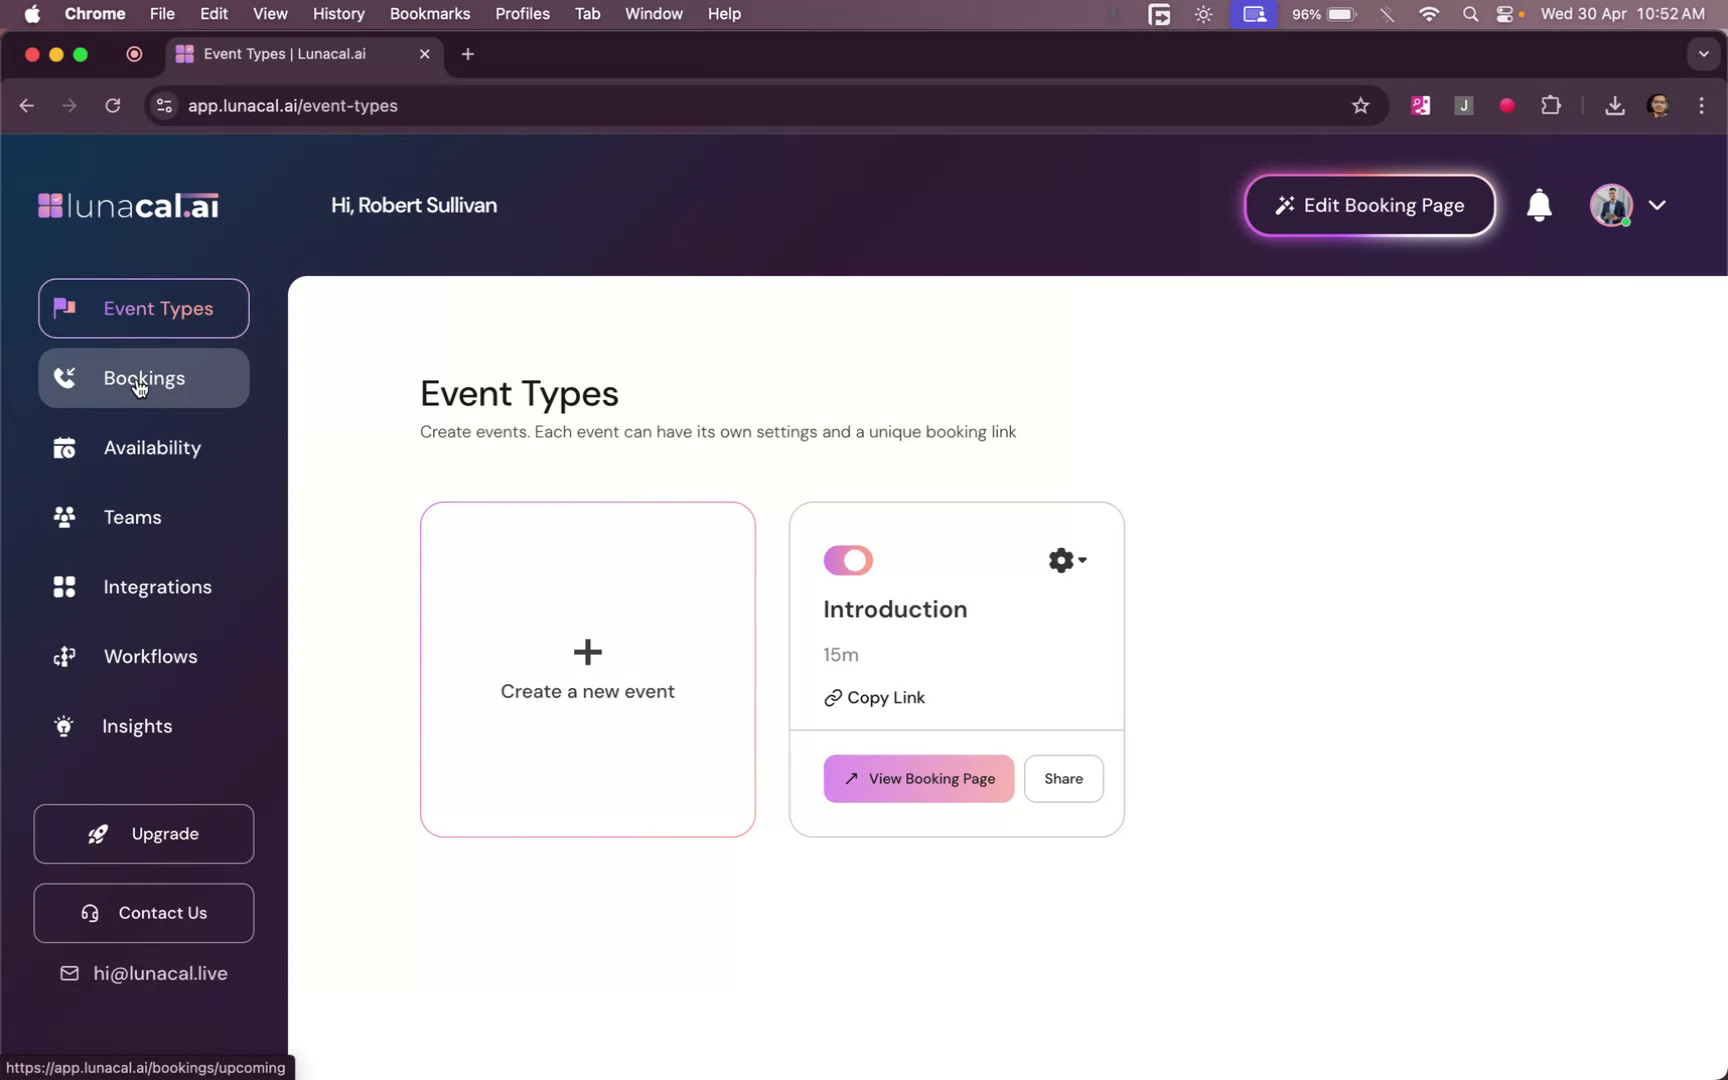 Chrome File Edit View History Bookmarks Profiles Tab Window Help 96% Wed 30 Apr 10:52 AM
Event Types | Lunacal.ai
app.lunacal.ai/event-types
J
lunacal.ai
Hi, Robert Sullivan
Edit Booking Page
Event Types
Bookings
Availability
Teams
Integrations
Workflows
Insights
Upgrade
Contact Us
hi@lunacal.live
Event Types
Create events. Each event can have its own settings and a unique booking link
Create a new event
Introduction
15m
Copy Link
View Booking Page
Share
https://app.lunacal.ai/bookings/upcoming